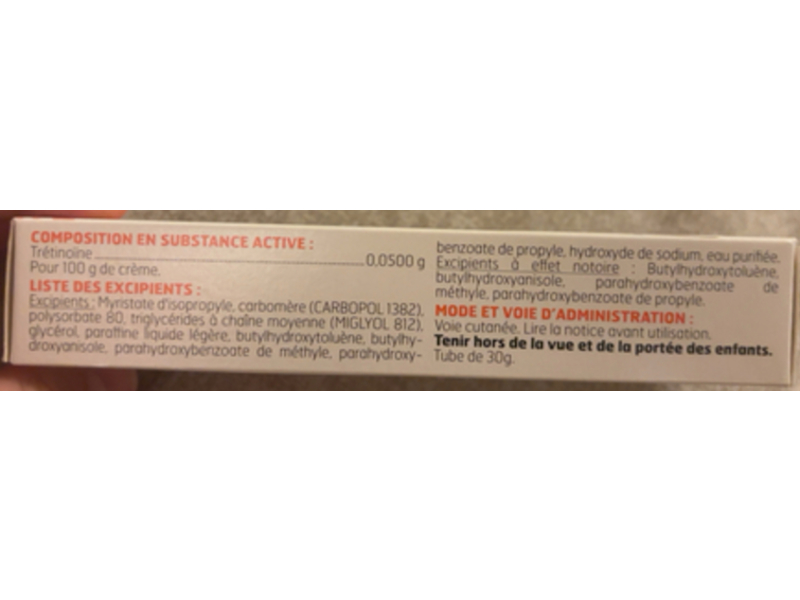 COMPOSITION EN SUBSTANCE ACTIVE :
Trétinoïne 0,0500 g
Pour 100 g de crème.
LISTE DES EXCIPIENTS :
Excipients : Myristate d'isopropyle, carbomère (CARBOPOL 1382),
polysorbate 80, triglycérides à chaîne moyenne (MIGLYOL 812),
glycérol, paraffine liquide légère, butylhydroxytoluène, butylhy-
droxyanisole, parahydroxybenzoate de méthyle, parahydroxy-
benzoate de propyle, hydroxyde de sodium, eau purifiée.
Excipients à effet notoire : Butylhydroxytoluène,
butylhydroxyanisole, parahydroxybenzoate de
méthyle, parahydroxybenzoate de propyle.
MODE ET VOIE D'ADMINISTRATION :
Voie cutanée. Lire la notice avant utilisation.
Tenir hors de la vue et de la portée des enfants.
Tube de 30g.